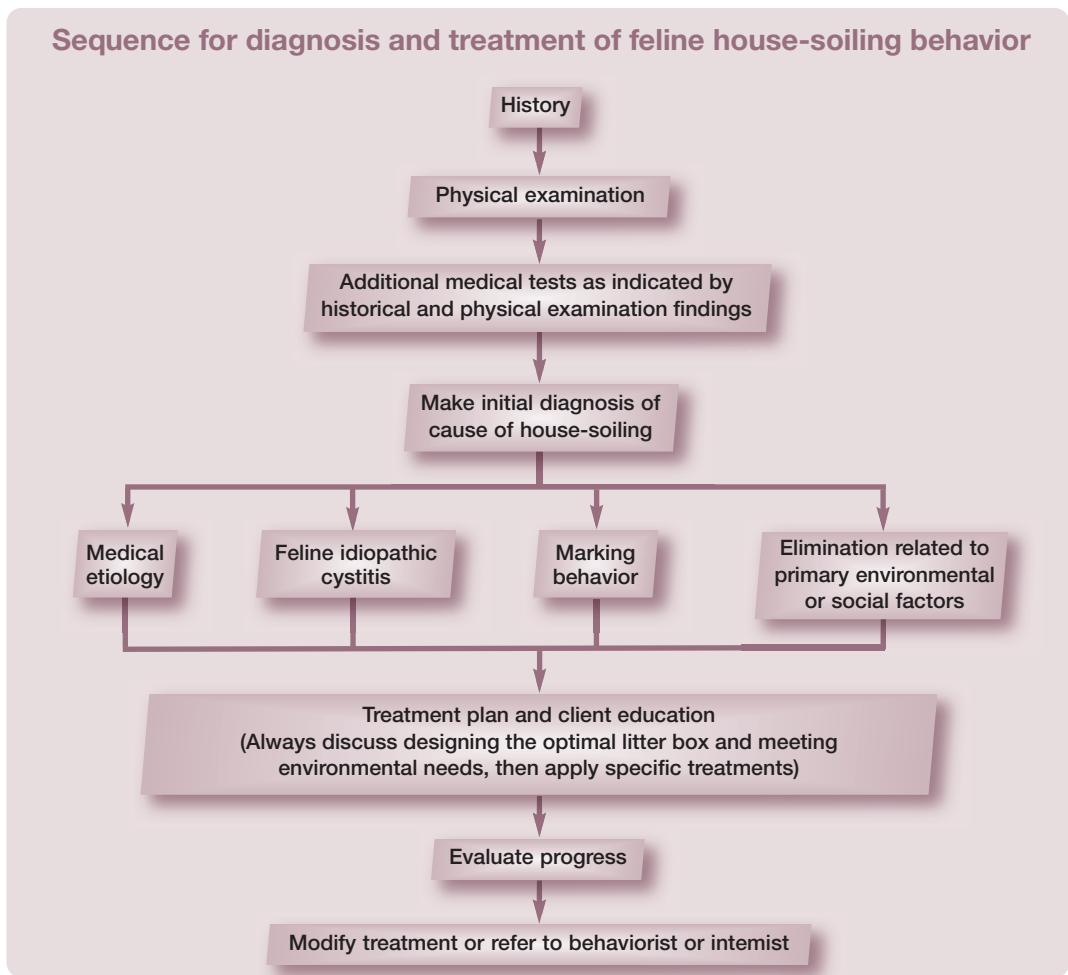 Sequence for diagnosis and treatment of feline house-soiling behavior
History
Physical examination
Additional medical tests as indicated by
historical and physical examination findings
Make initial diagnosis of
cause of house-soiling
Medical
etiology
Feline idiopathic
cystitis
Marking
behavior
Elimination related to
primary environmental
or social factors
Treatment plan and client education
(Always discuss designing the optimal litter box and meeting
environmental needs, then apply specific treatments)
Evaluate progress
Modify treatment or refer to behaviorist or intemist